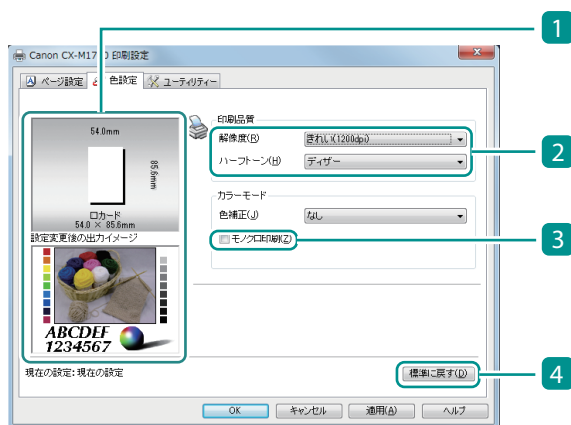 1
Canon CX-M17 0 印刷設定
ページ設定 色設定 ユーティリティー
54.0mm
85.6mm
ロカード
54.0 × 85.6mm
設定変更後の出力イメージ
ABCDEF
1234567
現在の設定: 現在の設定
印刷品質
解像度(R) きれい(1200dpi)
ハーフトーン(H) ディザー
2
カラーモード
色補正(J) なし
モノクロ印刷(Z)
3
標準に戻す(D)
4
OK キャンセル 適用(A) ヘルプ